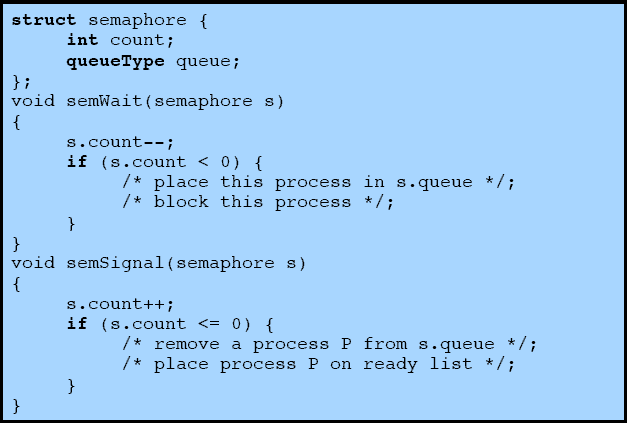 struct semaphore {
int count;
queueType queue;
};
void semWait(semaphore s)
{
s.count--;
if (s.count < 0) {
/* place this process in s.queue */;
/* block this process */;
}
}
void semSignal(semaphore s)
{
s.count++;
if (s.count <= 0) {
/* remove a process P from s.queue */;
/* place process P on ready list */;
}
}